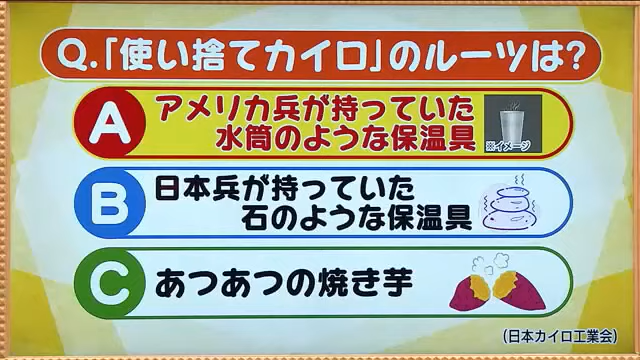 Q.「使い捨てカイロ」のルーツは?
A
アメリカ兵が持っていた
水筒のような保温具
※イメージ
B
日本兵が持っていた
石のような保温具
C
あつあつの焼き芋
(日本カイロ工業会)